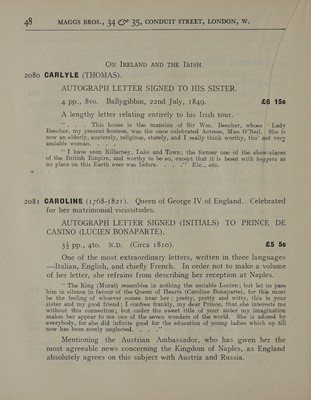 48 MAGGS BROS., 34 & 35, CONDUIT STREET, LONDON, W.
ON IRELAND AND THE IRISH
2080 CARLYLE (THOMAS).
AUTOGRAPH LETTER SIGNED TO HIS SISTER.
4 pp., 8vo. Ballygibbin, 22nd July, 1849. £6 15s
A lengthy letter relating entirely to his Irish tour.
" . . . This house is the mansion of Sir Wm. Beecher, whose ' Lady
Beecher, my present hostess, was the once celebrated Actress, Miss O'Neil. She is
now an elderly, austerely, religious, stately, and I really think worthy, tho' not very
amiable woman. . . .
" I have seen Killarney, Lake and Town; the former one of the show-places
of the British Empire, and worthy to be so, except that it is beset with beggars as
no place on this Earth ever was before. . . ." Etc., etc.
2081 CAROLINE (1768-1821). Queen of George IV of England. Celebrated
for her matrimonial vicissitudes.
AUTOGRAPH LETTER SIGNED (INITIALS) TO PRINCE DE
CANINO (LUCIEN BONAPARTE).
3½ pp., 4to. N.D. (Circa 1810). £5 5s
One of the most extraordinary letters, written in three languages
—Italian, English, and chiefly French. In order not to make a volume
of her letter, she refrains from describing her reception at Naples.
" The King (Murat) resembles in nothing the amiable Lucien; but let us pass
him in silence in favour of the Queen of Hearts (Caroline Bonaparte), for this must
be the feeling of whoever comes near her: pretty, pretty and witty, this is your
sister and my good friend; I confess frankly, my dear Prince, that she interests me
without this connection; but under the sweet title of your sister my imagination
makes her appear to me one of the seven wonders of the world. She is adored by
everybody, for she did infinite good for the education of young ladies which up till
now has been sorely neglected. . . ."
Mentioning the Austrian Ambassador, who has given her the
most agreeable news concerning the Kingdom of Naples, as England
absolutely agrees on this subject with Austria and Russia.